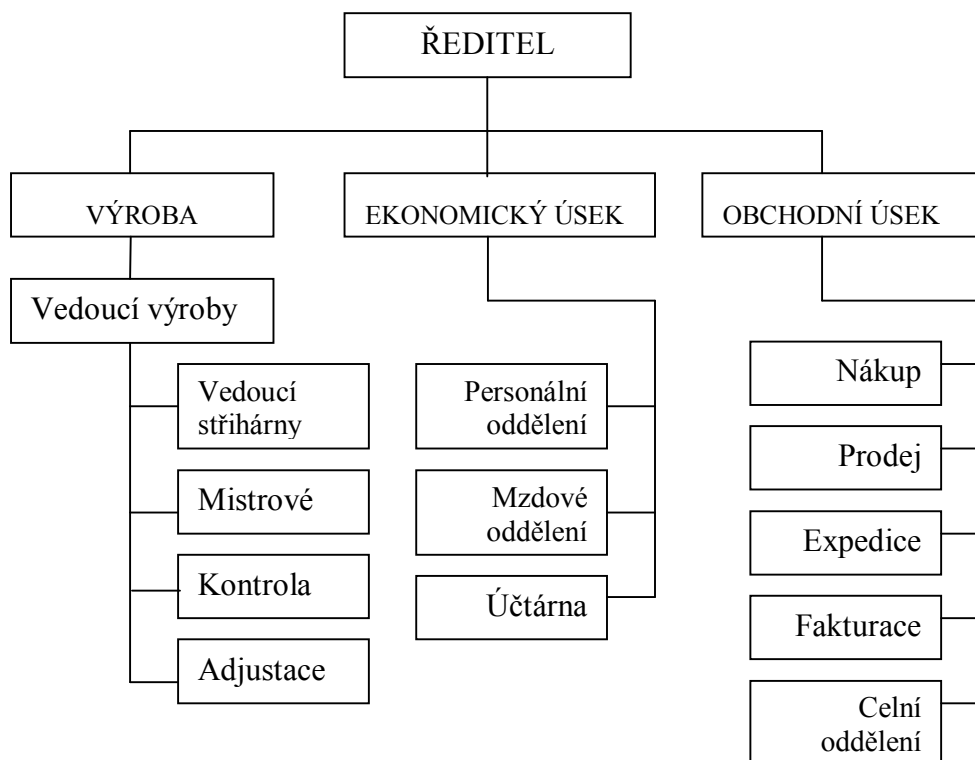 ŘEDITEL
VÝROBA
EKONOMICKÝ ÚSEK
OBCHODNÍ ÚSEK
Vedoucí výroby
Vedoucí
střihárny
Mistrové
Kontrola
Adjustace
Personální
oddělení
Mzdové
oddělení
Účtárna
Nákup
Prodej
Expedice
Fakturace
Celní
oddělení